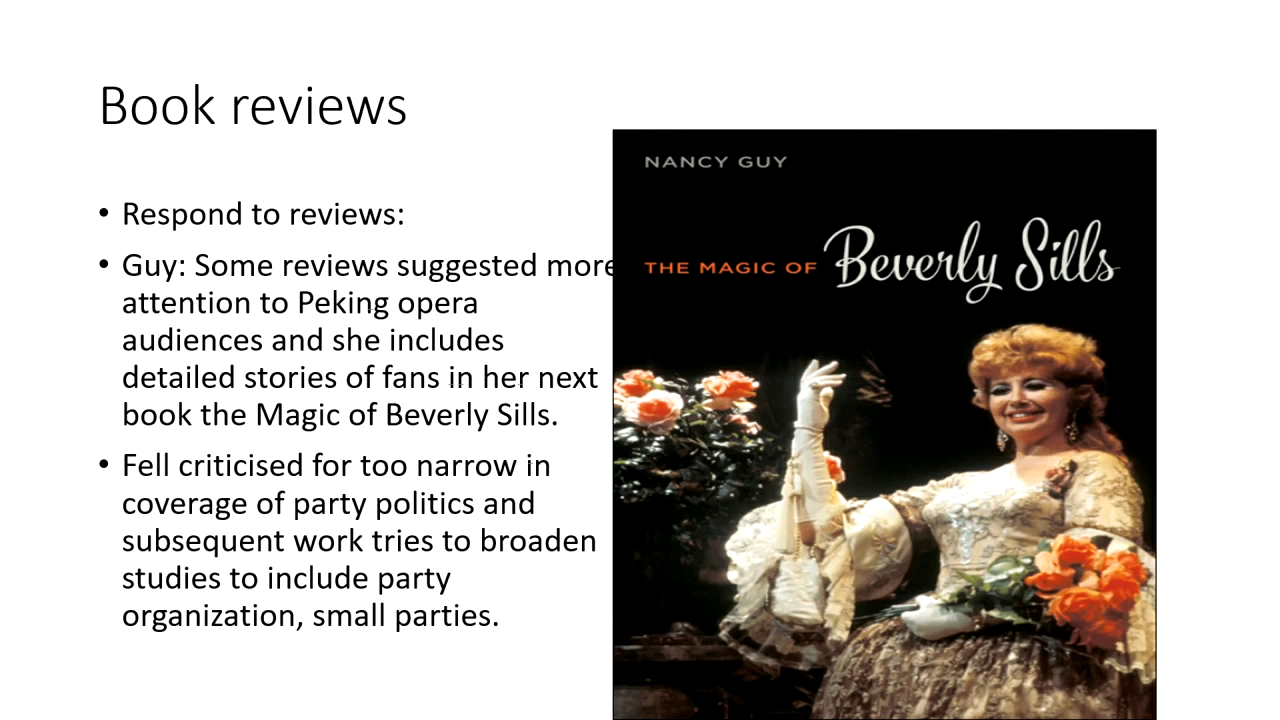 Book reviews
• Respond to reviews:
• Guy: Some reviews suggested more
attention to Peking opera
audiences and she includes
detailed stories of fans in her next
book the Magic of Beverly Sills.
• Fell criticised for too narrow in
coverage of party politics and
subsequent work tries to broaden
studies to include party
organization, small parties.
NANCY GUY
THE MAGIC OF Beverly Sills